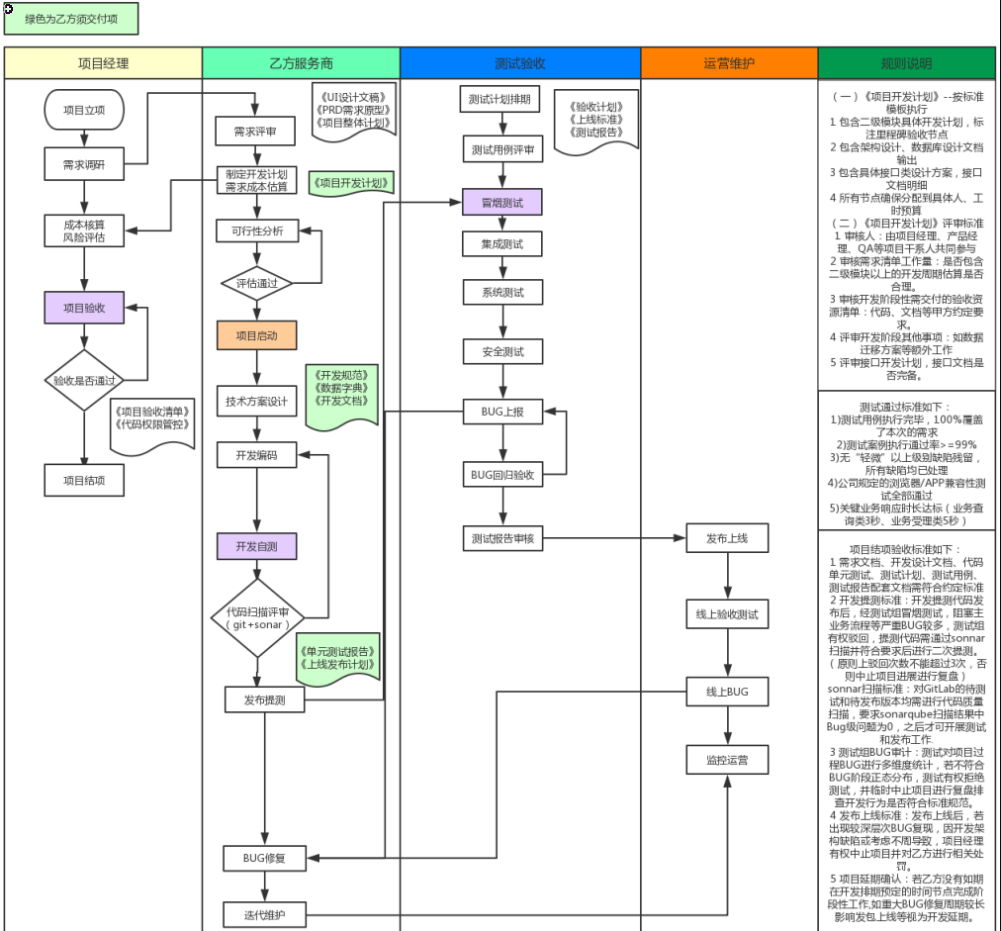 绿色为乙方须交付项
项目经理
乙方服务商
测试验收
运营维护
规则说明
项目立项
需求调研
成本核算
风险评估
项目验收
验收是否通过
《项目验收清单》
《代码权限管控》
项目结项
《UI设计文稿》
《PRD需求原型》
《项目整体计划》
需求评审
制定开发计划
需求成本估算
《项目开发计划》
可行性分析
评估通过
项目启动
《开发规范》
《数据字典》
《开发文档》
技术方案设计
开发编码
开发自测
代码扫描评审
（git+sonar）
《单元测试报告》
《上线发布计划》
发布提测
BUG修复
迭代维护
测试计划排期
《验收计划》
《上线标准》
《测试报告》
测试用例评审
冒烟测试
集成测试
系统测试
安全测试
BUG上报
BUG回归验收
测试报告审核
发布上线
线上验收测试
线上BUG
监控运营
（一）《项目开发计划》--按标准
模板执行
1 包含二级模块具体开发计划，标
注里程碑验收节点
2 包含架构设计、数据库设计文档
输出
3 包含具体接口类设计方案，接口
文档明细
4 所有节点确保分配到具体人、工
时预算
（二）《项目开发计划》评审标准
1 审核人：由项目经理、产品经
理、QA等项目干系人共同参与
2 审核需求清单工作量：是否包含
二级模块以上的开发周期估算是否
合理。
3 审核开发阶段性需交付的验收资
源清单：代码、文档等甲方约定要
求。
4 评审开发阶段其他事项：如数据
迁移方案等额外工作
5 评审接口开发计划，接口文档是
否完备。
测试通过标准如下：
1)测试用例执行完毕，100%覆盖
了本次的需求
2)测试案例执行通过率>=99%
3)无“轻微”以上级别缺陷残留，
所有缺陷均已处理
4)公司规定的浏览器/APP兼容性测
试全部通过
5)关键业务响应时长达标（业务查
询类3秒、业务受理类5秒）
项目结项验收标准如下：
1 需求文档、开发设计文档、代码
单元测试、测试计划、测试用例、
测试报告配套文档需符合约定标准
2 开发提测标准：开发提测代码发
布后，经测试组冒烟测试，阻塞主
业务流程等严重BUG较多，测试组
有权驳回，提测代码需通过sonnar
扫描并符合要求后进行二次提测。
（原则上驳回次数不能超过3次，否
则中止项目进展进行复盘）
sonnar扫描标准：对GitLab的待测
试和待发布版本均需进行代码质量
扫描，要求sonarqube扫描结果中
Bug级问题为0，之后才可开展测试
和发布工作.
3 测试组BUG审计：测试对项目过
程BUG进行多维度统计，若不符合
BUG阶段正态分布，测试有权拒绝
测试，并临时中止项目进行复盘排
查开发行为是否符合标准规范。
4 发布上线标准：发布上线后，若
出现较深层次BUG复现，因开发架
构缺陷或考虑不周导致，项目经理
有权中止项目并对乙方进行相关处
罚。
5 项目延期确认：若乙方没有如期
在开发排期预定的时间节点完成阶
段性工作,如重大BUG修复周期较长
影响发包上线等视为开发延期。